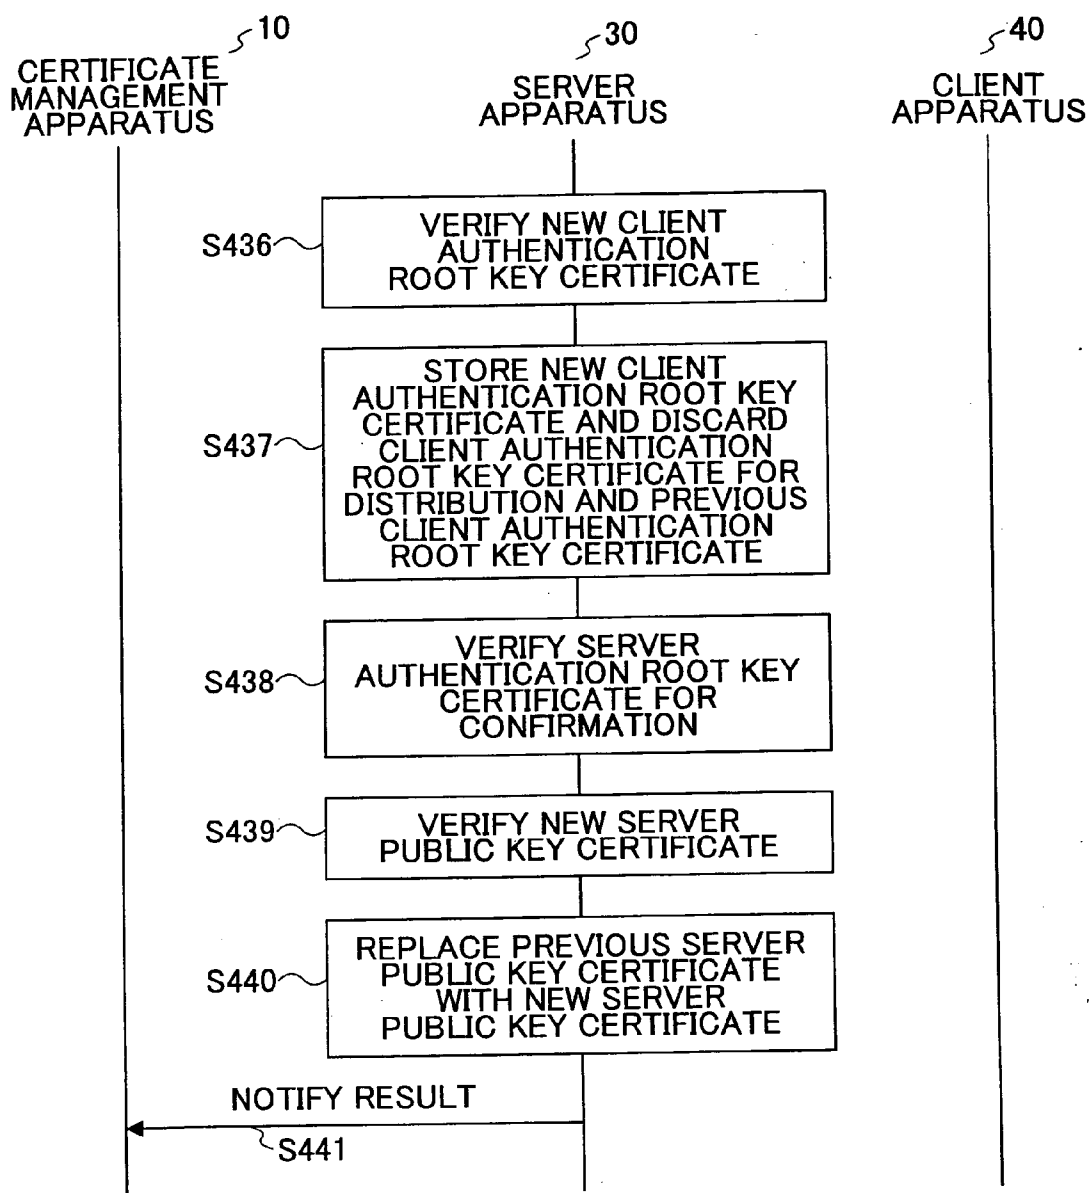 10
CERTIFICATE
MANAGEMENT
APPARATUS
30
SERVER
APPARATUS
40
CLIENT
APPARATUS
S436
VERIFY NEW CLIENT
AUTHENTICATION
ROOT KEY CERTIFICATE
S437
STORE NEW CLIENT
AUTHENTICATION ROOT KEY
CERTIFICATE AND DISCARD
CLIENT AUTHENTICATION
ROOT KEY CERTIFICATE FOR
DISTRIBUTION AND PREVIOUS
CLIENT AUTHENTICATION
ROOT KEY CERTIFICATE
S438
VERIFY SERVER
AUTHENTICATION ROOT KEY
CERTIFICATE FOR
CONFIRMATION
S439
VERIFY NEW SERVER
PUBLIC KEY CERTIFICATE
S440
REPLACE PREVIOUS SERVER
PUBLIC KEY CERTIFICATE
WITH NEW SERVER
PUBLIC KEY CERTIFICATE
NOTIFY RESULT
S441